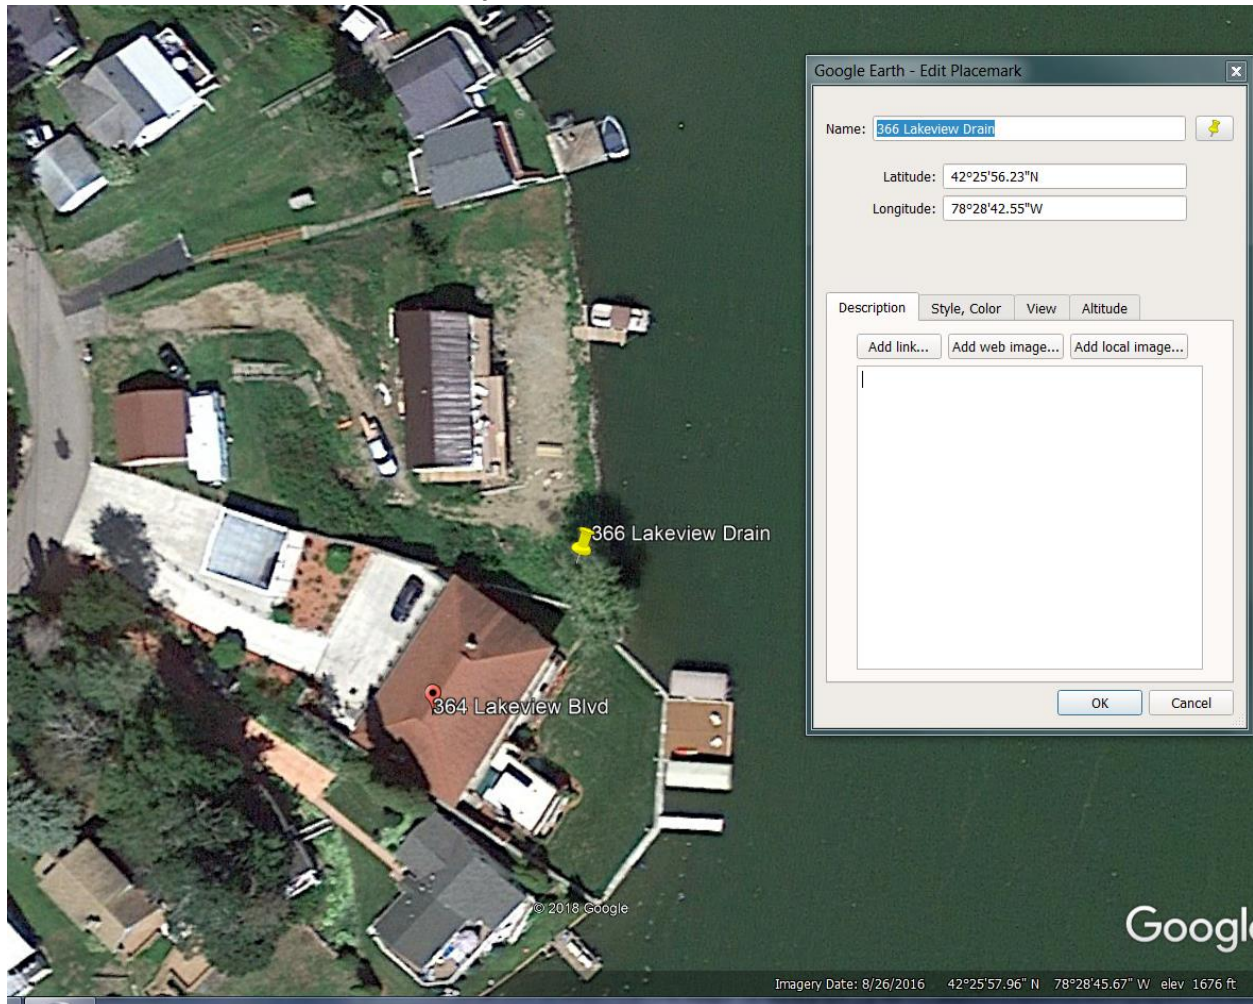 Google Earth - Edit Placemark
Name: 366 Lakeview Drain
Latitude: 42°25'56.23"N
Longitude: 78°28'42.55"W
Description Style, Color View Altitude
Add link... Add web image... Add local image...
OK Cancel
366 Lakeview Drain
364 Lakeview Blvd
© 2018 Google
Google
Imagery Date: 8/26/2016 42°25'57.96" N 78°28'45.67" W elev 1676 ft